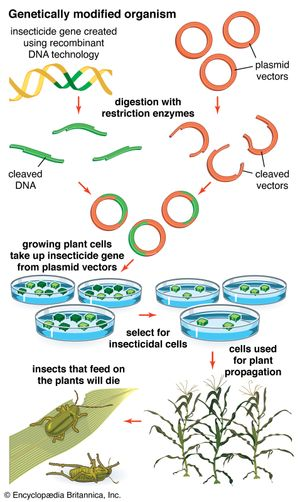 Genetically modified organism
insecticide gene created
using recombinant
DNA technology
plasmid
vectors
digestion with
restriction enzymes
cleaved
DNA
cleaved
vectors
growing plant cells
take up insecticide gene
from plasmid vectors
select for
insecticidal cells
cells used
for plant
propagation
insects that feed on
the plants will die
© Encyclopædia Britannica, Inc.